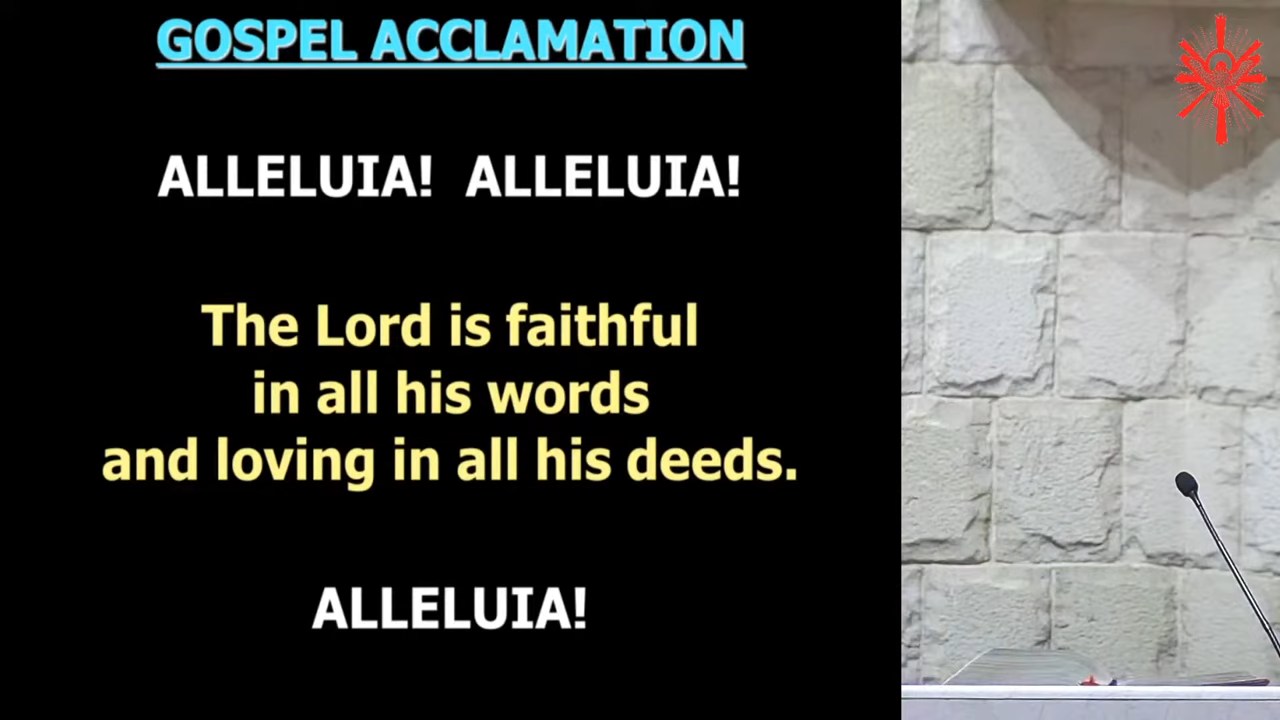 GOSPEL ACCLAMATION
ALLELUIA! ALLELUIA!
The Lord is faithful
in all his words
and loving in all his deeds.
ALLELUIA!